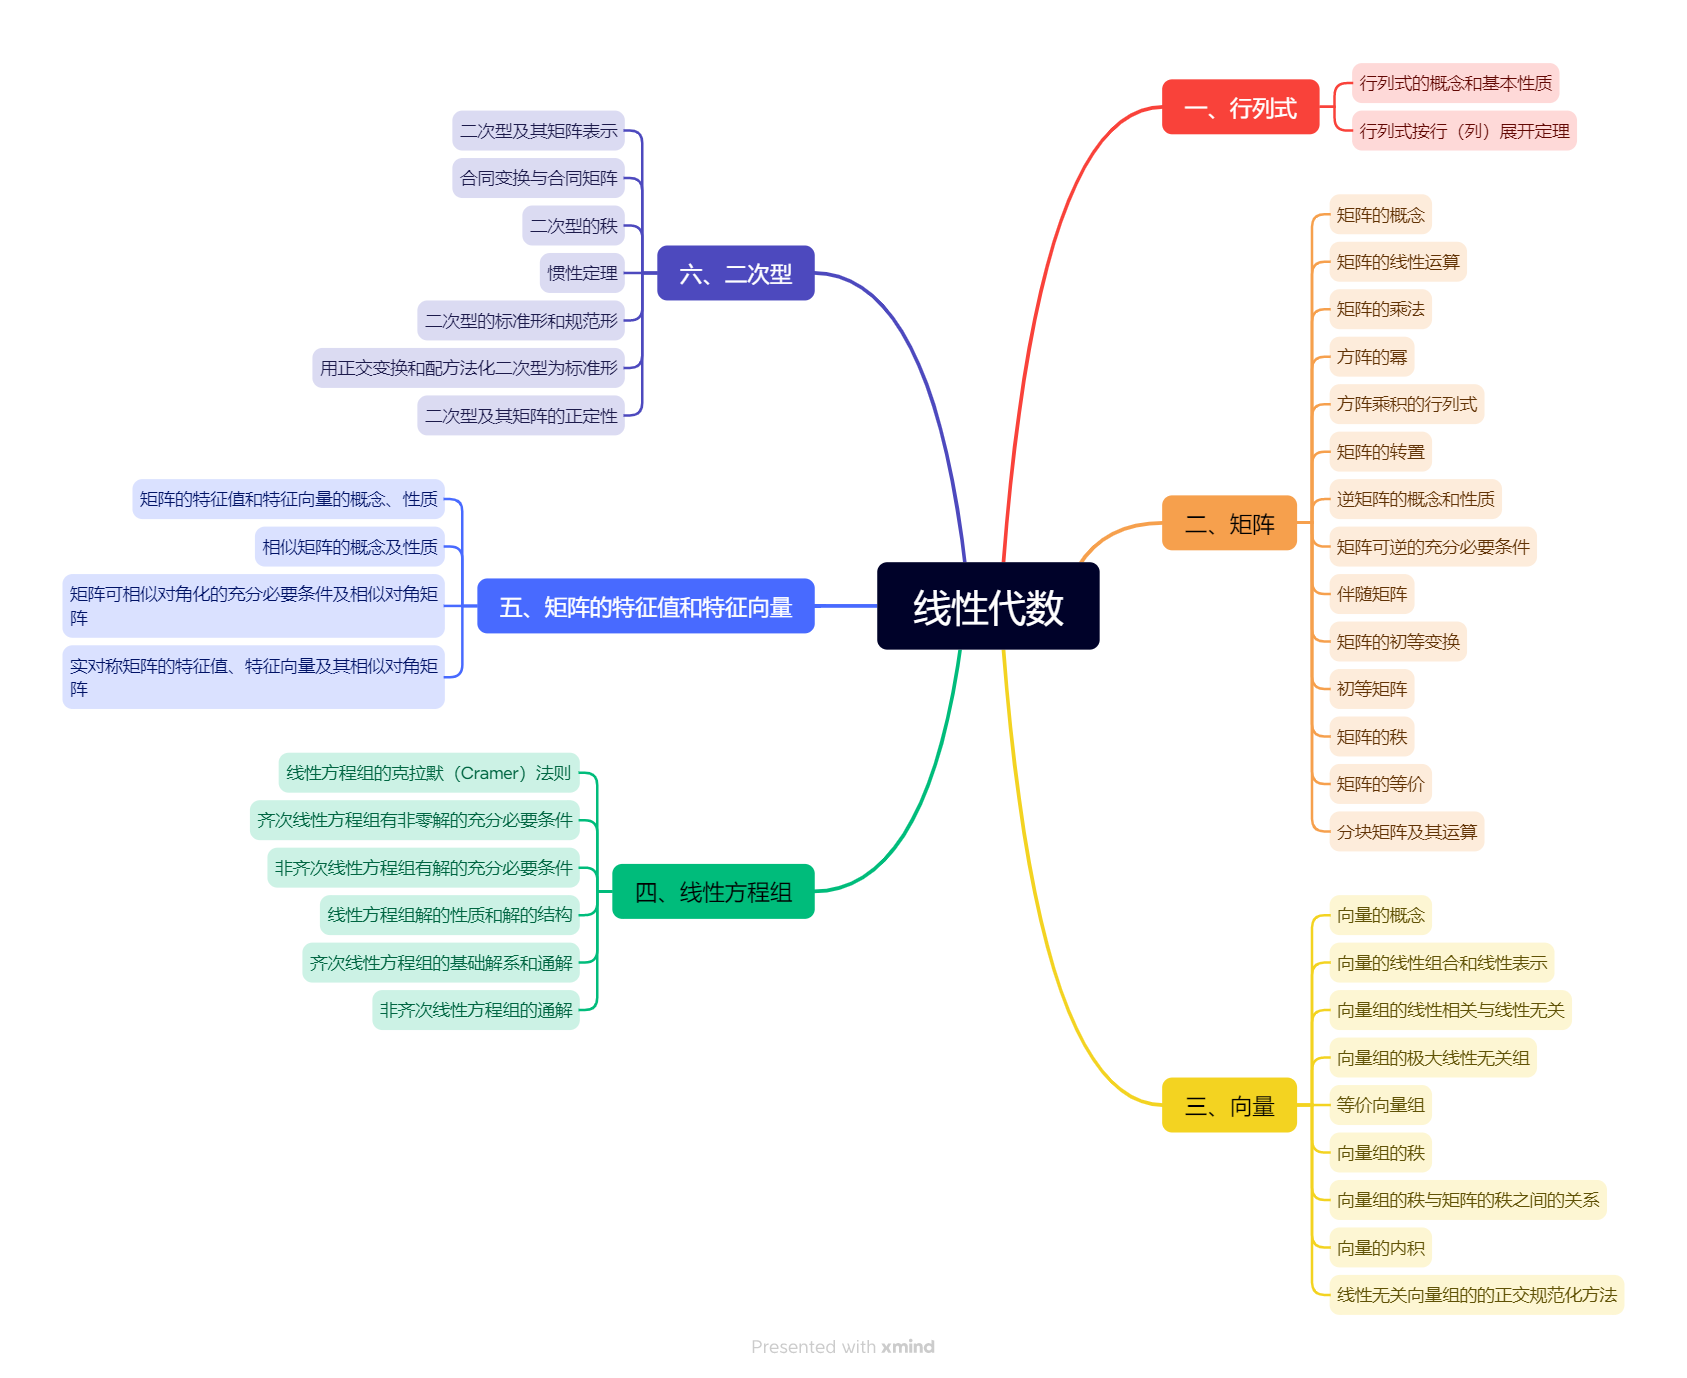 线性代数
一、行列式
行列式的概念和基本性质
行列式按行（列）展开定理
二、矩阵
矩阵的概念
矩阵的线性运算
矩阵的乘法
方阵的幂
方阵乘积的行列式
矩阵的转置
逆矩阵的概念和性质
矩阵可逆的充分必要条件
伴随矩阵
矩阵的初等变换
初等矩阵
矩阵的秩
矩阵的等价
分块矩阵及其运算
三、向量
向量的概念
向量的线性组合和线性表示
向量组的线性相关与线性无关
向量组的极大线性无关组
等价向量组
向量组的秩
向量组的秩与矩阵的秩之间的关系
向量的内积
线性无关向量组的的正交规范化方法
四、线性方程组
线性方程组的克拉默（Cramer）法则
齐次线性方程组有非零解的充分必要条件
非齐次线性方程组有解的充分必要条件
线性方程组解的性质和解的结构
齐次线性方程组的基础解系和通解
非齐次线性方程组的通解
五、矩阵的特征值和特征向量
矩阵的特征值和特征向量的概念、性质
相似矩阵的概念及性质
矩阵可相似对角化的充分必要条件及相似对角矩
阵
实对称矩阵的特征值、特征向量及其相似对角矩
阵
六、二次型
二次型及其矩阵表示
合同变换与合同矩阵
二次型的秩
惯性定理
二次型的标准形和规范形
用正交变换和配方法化二次型为标准形
二次型及其矩阵的正定性
Presented with xmind